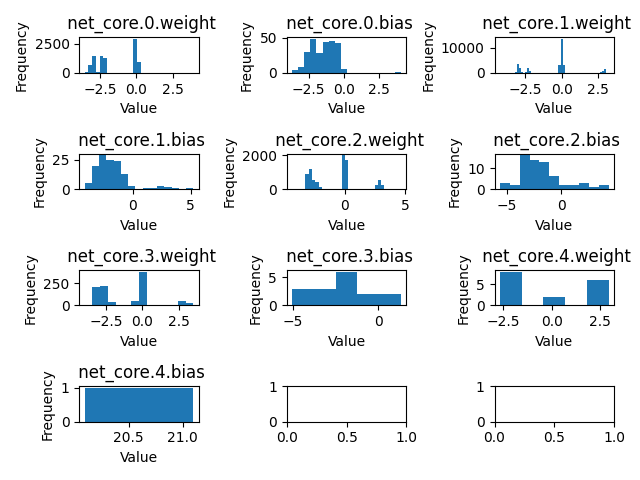 net_core.0.weight
Frequency
2500
0
−2.5 0.0 2.5
Value
net_core.0.bias
Frequency
50
0
−2.5 0.0 2.5
Value
net_core.1.weight
Frequency
10000
0
−2.5 0.0 2.5
Value
net_core.1.bias
Frequency
25
0
0 5
Value
net_core.2.weight
Frequency
2000
0
0 5
Value
net_core.2.bias
Frequency
10
0
−5 0
Value
net_core.3.weight
Frequency
250
0
−2.5 0.0 2.5
Value
net_core.3.bias
Frequency
5
0
−5 0
Value
net_core.4.weight
Frequency
5
0
−2.5 0.0 2.5
Value
net_core.4.bias
Frequency
1
0
20.5 21.0
Value
1
0
0.0 0.5 1.0
1
0
0.0 0.5 1.0